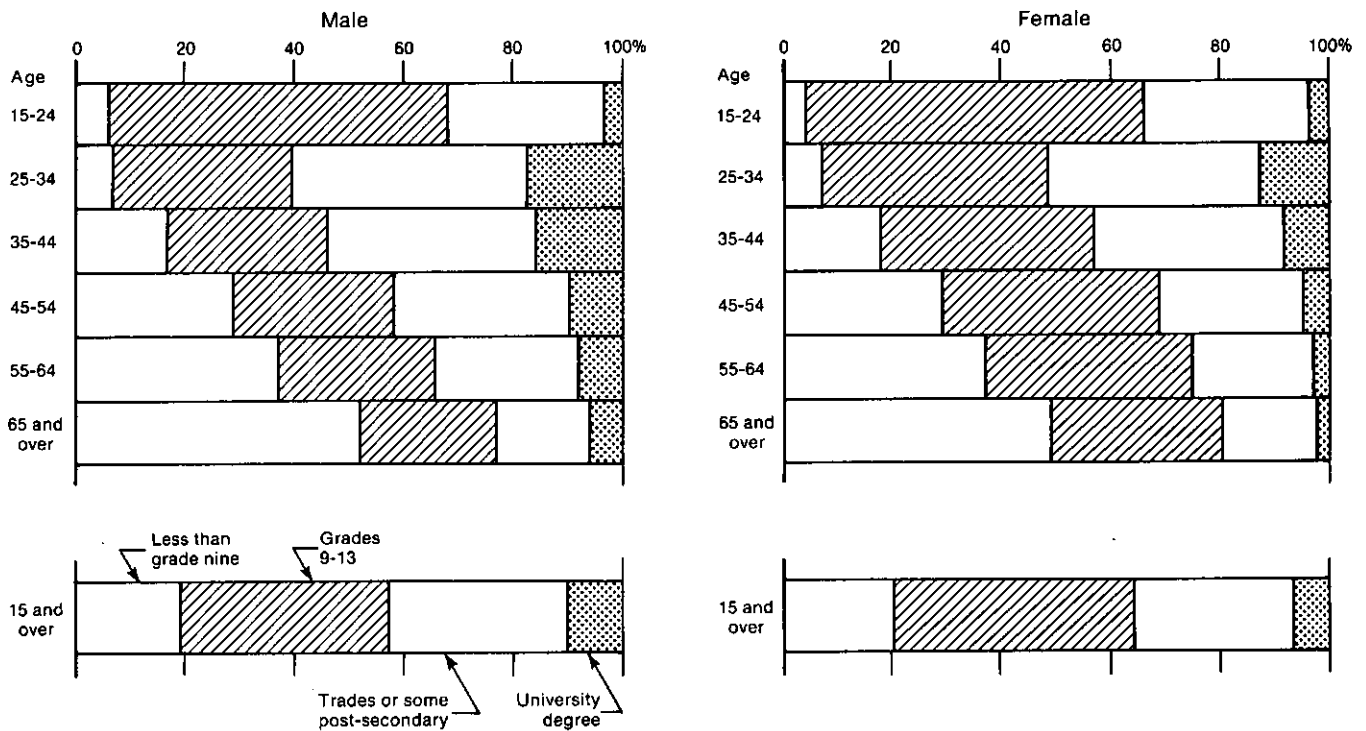 Male
0 20 40 60 80 100%
Age
15-24
25-34
35-44
45-54
55-64
65 and
over
Less than
grade nine
Grades
9-13
15 and
over
Trades or some
post-secondary
University
degree
Female
0 20 40 60 80 100%
Age
15-24
25-34
35-44
45-54
55-64
65 and
over
15 and
over